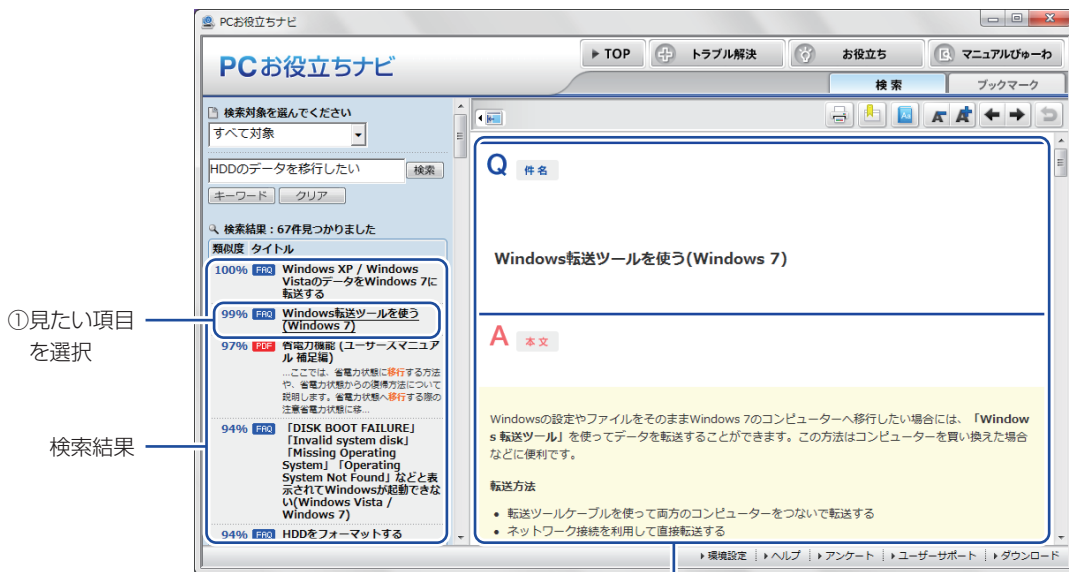 PCお役立ちナビ
PCお役立ちナビ
TOP
トラブル解決
お役立ち
マニュアルびゅーわ
検索
ブックマーク
検索対象を選んでください
すべて対象
HDDのデータを移行したい
検索
キーワード
クリア
検索結果：67件見つかりました
類似度 タイトル
100% FAQ Windows XP / Windows
VistaのデータをWindows 7に
転送する
99% FAQ Windows転送ツールを使う
(Windows 7)
97% PDF 省電力機能 (ユーザーズマニュア
ル 補足編)
...ここでは、省電力状態に移行する方法
や、省電力状態からの復帰方法について
説明します。省電力状態へ移行する際の
注意省電力状態に移...
94% FAQ 「DISK BOOT FAILURE」
「Invalid system disk」
「Missing Operating
System」「Operating
System Not Found」などと表
示されてWindowsが起動できな
い(Windows Vista /
Windows 7)
94% FAQ HDDをフォーマットする
①見たい項目
を選択
検索結果
Q 件名
Windows転送ツールを使う(Windows 7)
A 本文
Windowsの設定やファイルをそのままWindows 7のコンピューターへ移行したい場合には、「Window
s 転送ツール」を使ってデータを転送することができます。この方法はコンピューターを買い換えた場合
などに便利です。
転送方法
• 転送ツールケーブルを使って両方のコンピューターをつないで転送する
• ネットワーク接続を利用して直接転送する
環境設定 ヘルプ アンケート ユーザーサポート ダウンロード